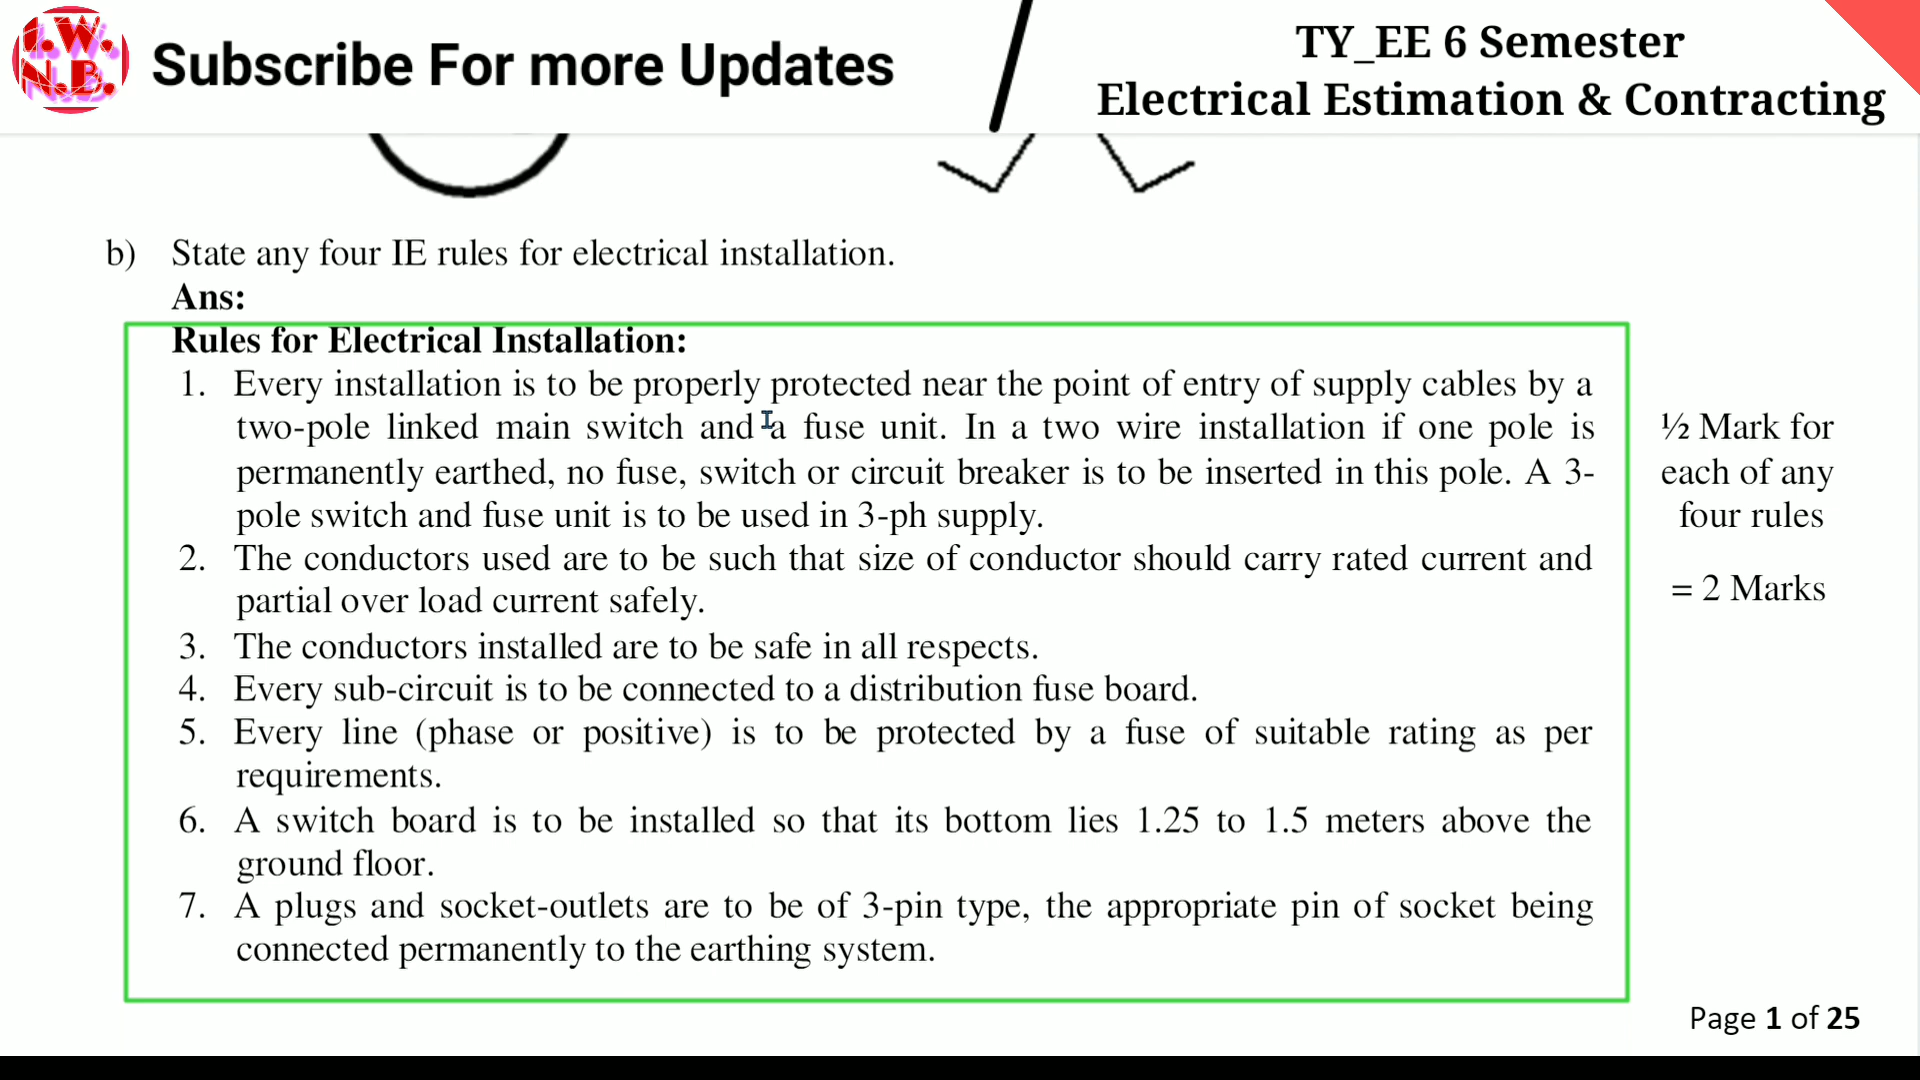 I.W.
N.B.
Subscribe For more Updates
TY_EE 6 Semester
Electrical Estimation & Contracting
b) State any four IE rules for electrical installation.
Ans:
Rules for Electrical Installation:
1. Every installation is to be properly protected near the point of entry of supply cables by a
two-pole linked main switch and a fuse unit. In a two wire installation if one pole is
permanently earthed, no fuse, switch or circuit breaker is to be inserted in this pole. A 3-
pole switch and fuse unit is to be used in 3-ph supply.
2. The conductors used are to be such that size of conductor should carry rated current and
partial over load current safely.
3. The conductors installed are to be safe in all respects.
4. Every sub-circuit is to be connected to a distribution fuse board.
5. Every line (phase or positive) is to be protected by a fuse of suitable rating as per
requirements.
6. A switch board is to be installed so that its bottom lies 1.25 to 1.5 meters above the
ground floor.
7. A plugs and socket-outlets are to be of 3-pin type, the appropriate pin of socket being
connected permanently to the earthing system.
½ Mark for
each of any
four rules
= 2 Marks
Page 1 of 25